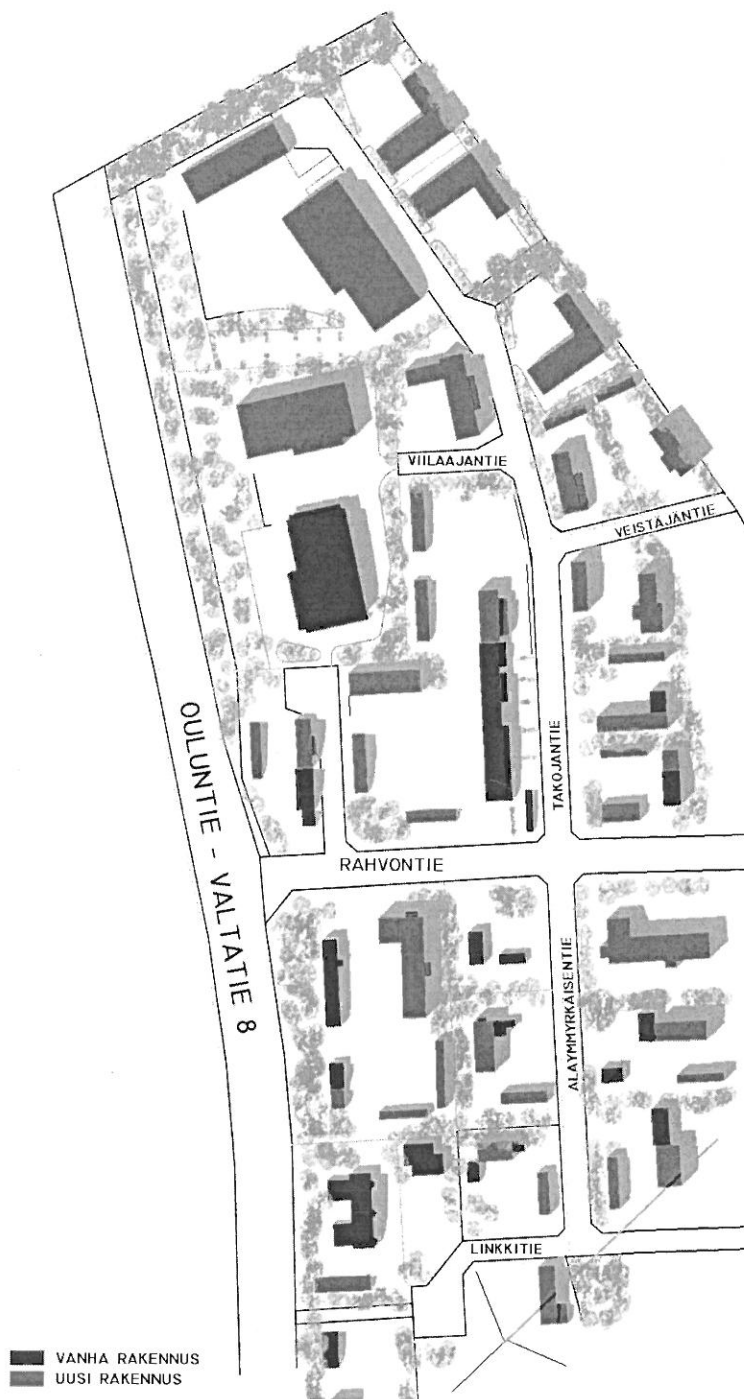 VIILAAJANTIE
VEISTÄJÄNTIE
OULUNTIE - VALTATIE 8
TAKOJANTIE
RAHVONTIE
ALAYMMYRKÄISENTIE
LINKKITIE
VANHA RAKENNUS
UUSI RAKENNUS